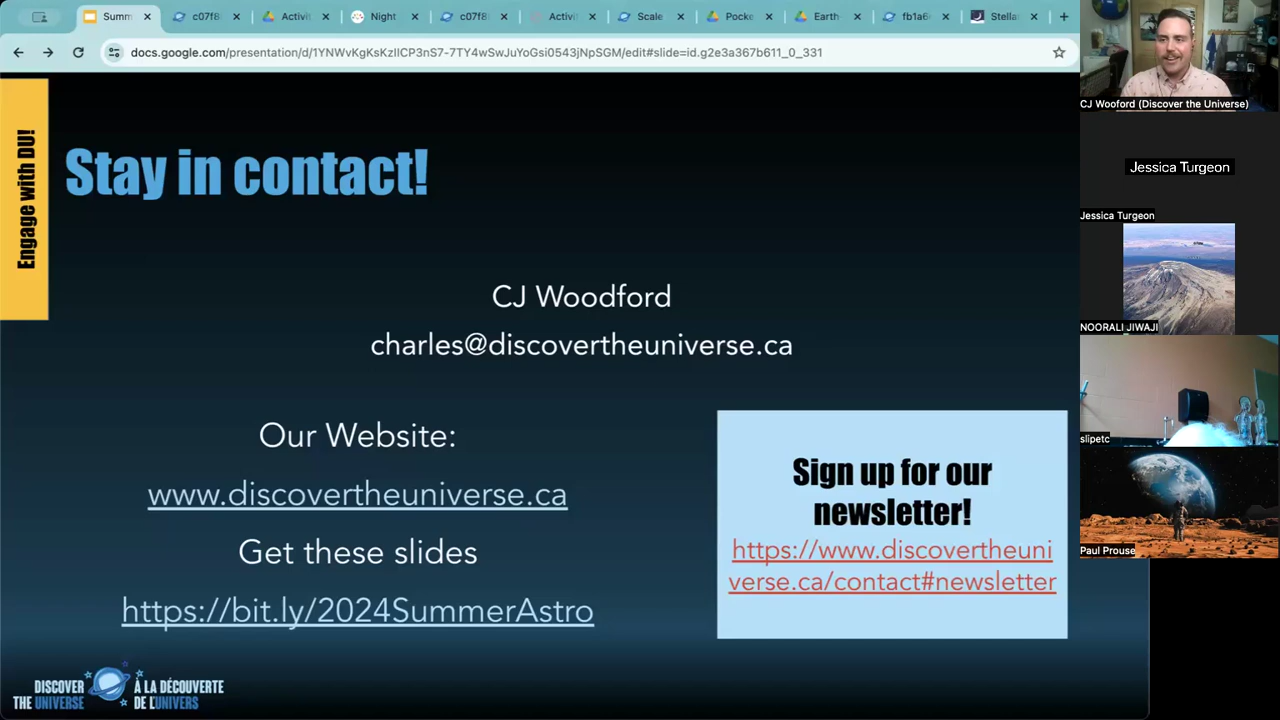 Summ
c07f8
Activit
Night
c07f8
Activi
Scale
Pocke
Earth-
fb1a6
Stella
docs.google.com/presentation/d/1YNWvKgKsKzIlCP3nS7-7TY4wSwJuYoGsi0543jNpSGM/edit#slide=id.g2e3a367b611_0_331
Engage with DU!
Stay in contact!
CJ Woodford
charles@discovertheuniverse.ca
Our Website:
www.discovertheuniverse.ca
Get these slides
https://bit.ly/2024SummerAstro
Sign up for our
newsletter!
https://www.discovertheuni
verse.ca/contact#newsletter
DISCOVER
THE UNIVERSE
À LA DÉCOUVERTE
DE L'UNIVERS
CJ Wooford (Discover the Universe)
Jessica Turgeon
Jessica Turgeon
NOORALI JIWAJI
slipetc
Paul Prouse